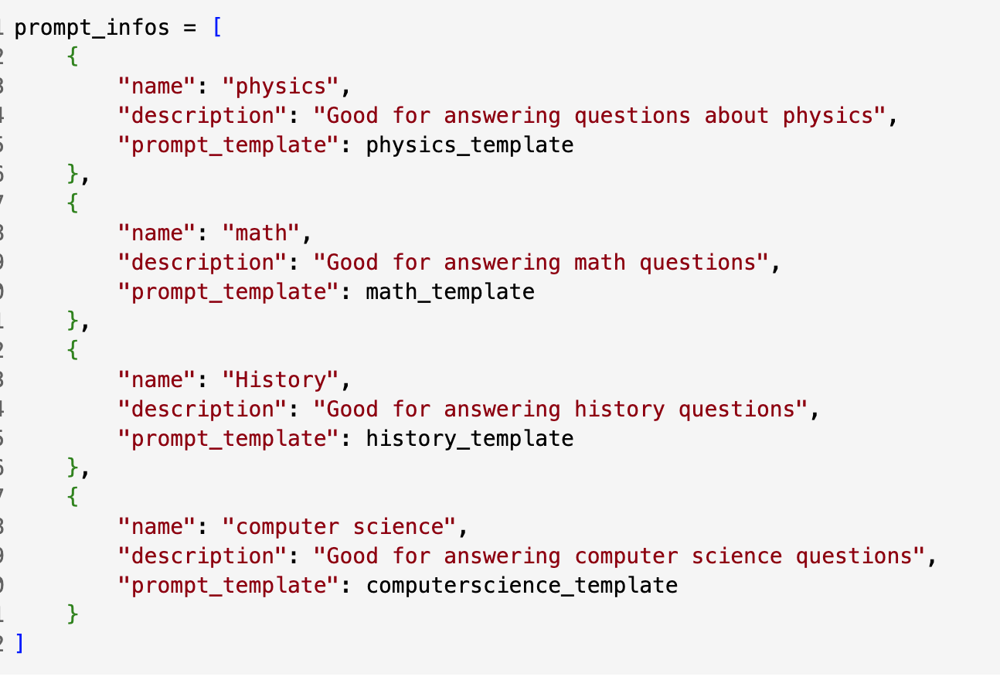 prompt_infos = [
    {
        "name": "physics",
        "description": "Good for answering questions about physics",
        "prompt_template": physics_template
    },
    {
        "name": "math",
        "description": "Good for answering math questions",
        "prompt_template": math_template
    },
    {
        "name": "History",
        "description": "Good for answering history questions",
        "prompt_template": history_template
    },
    {
        "name": "computer science",
        "description": "Good for answering computer science questions",
        "prompt_template": computerscience_template
    }
]